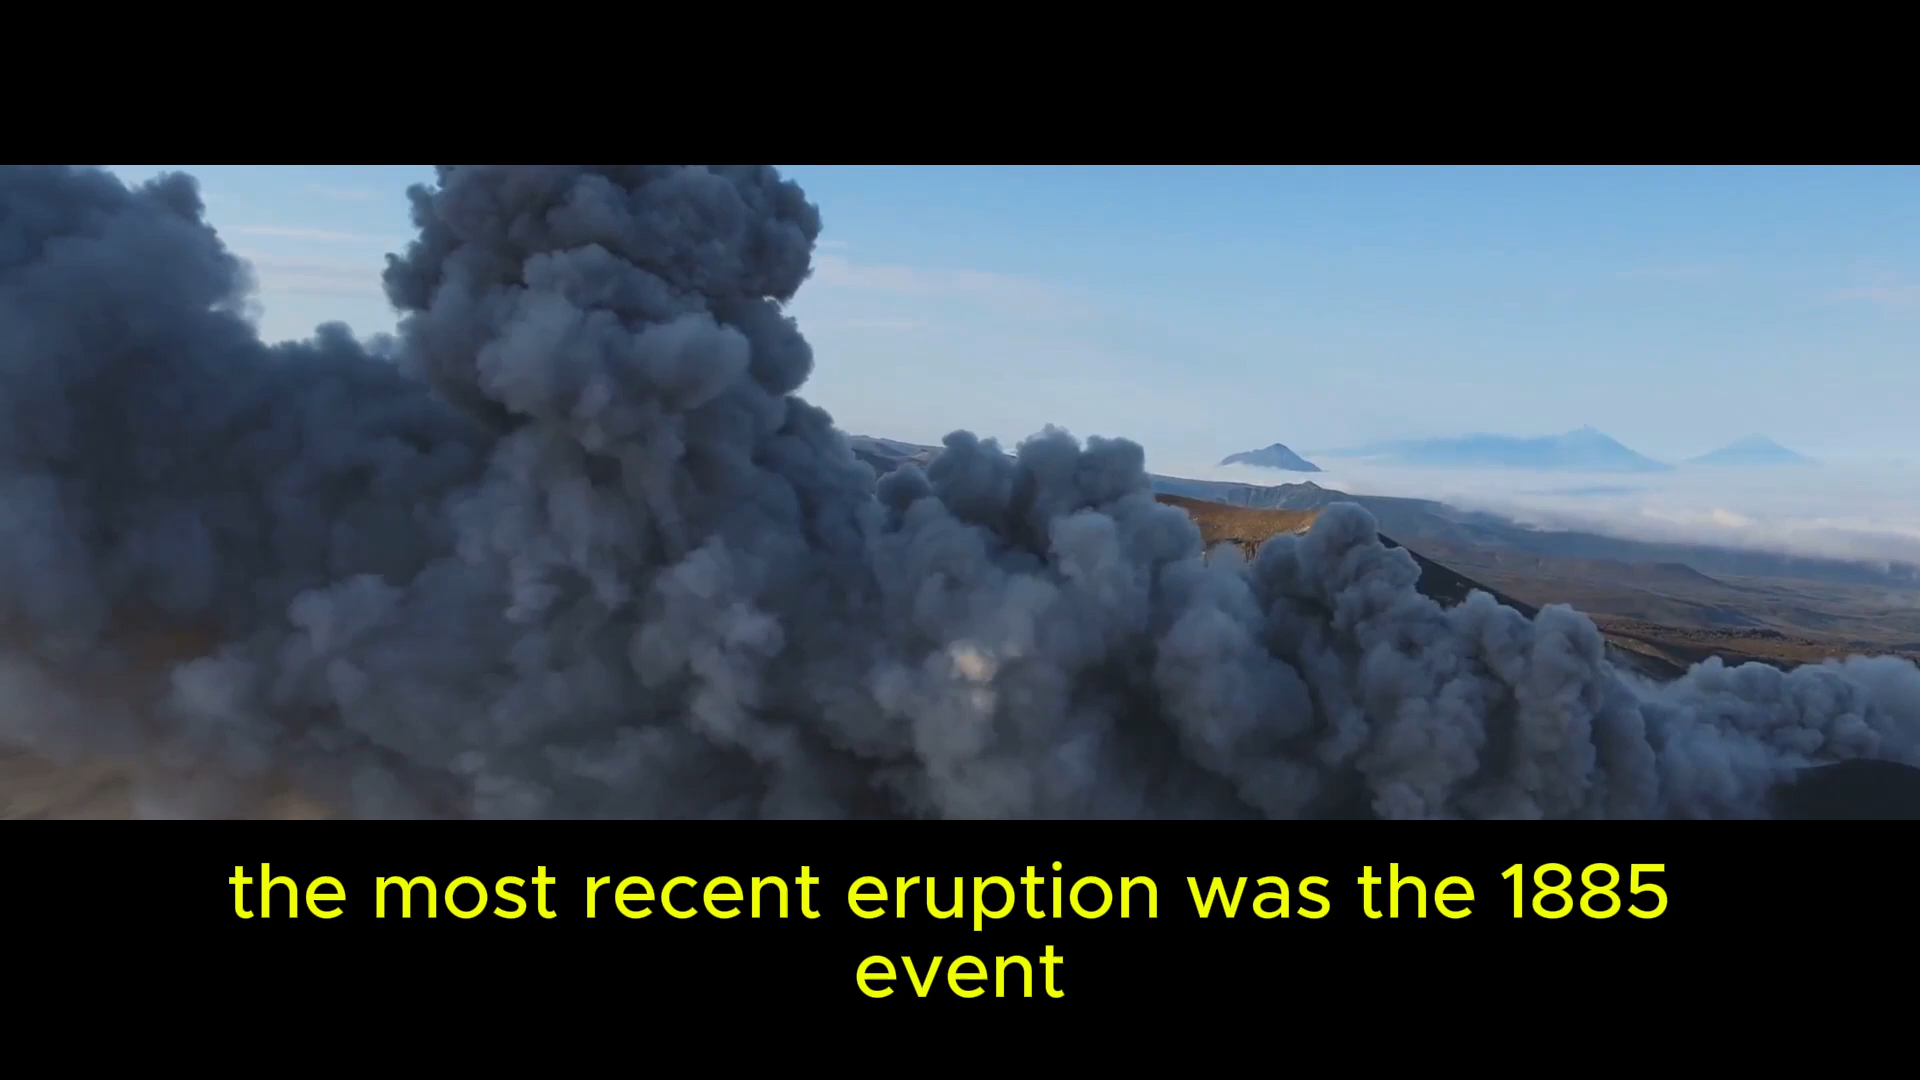 the most recent eruption was the 1885
event